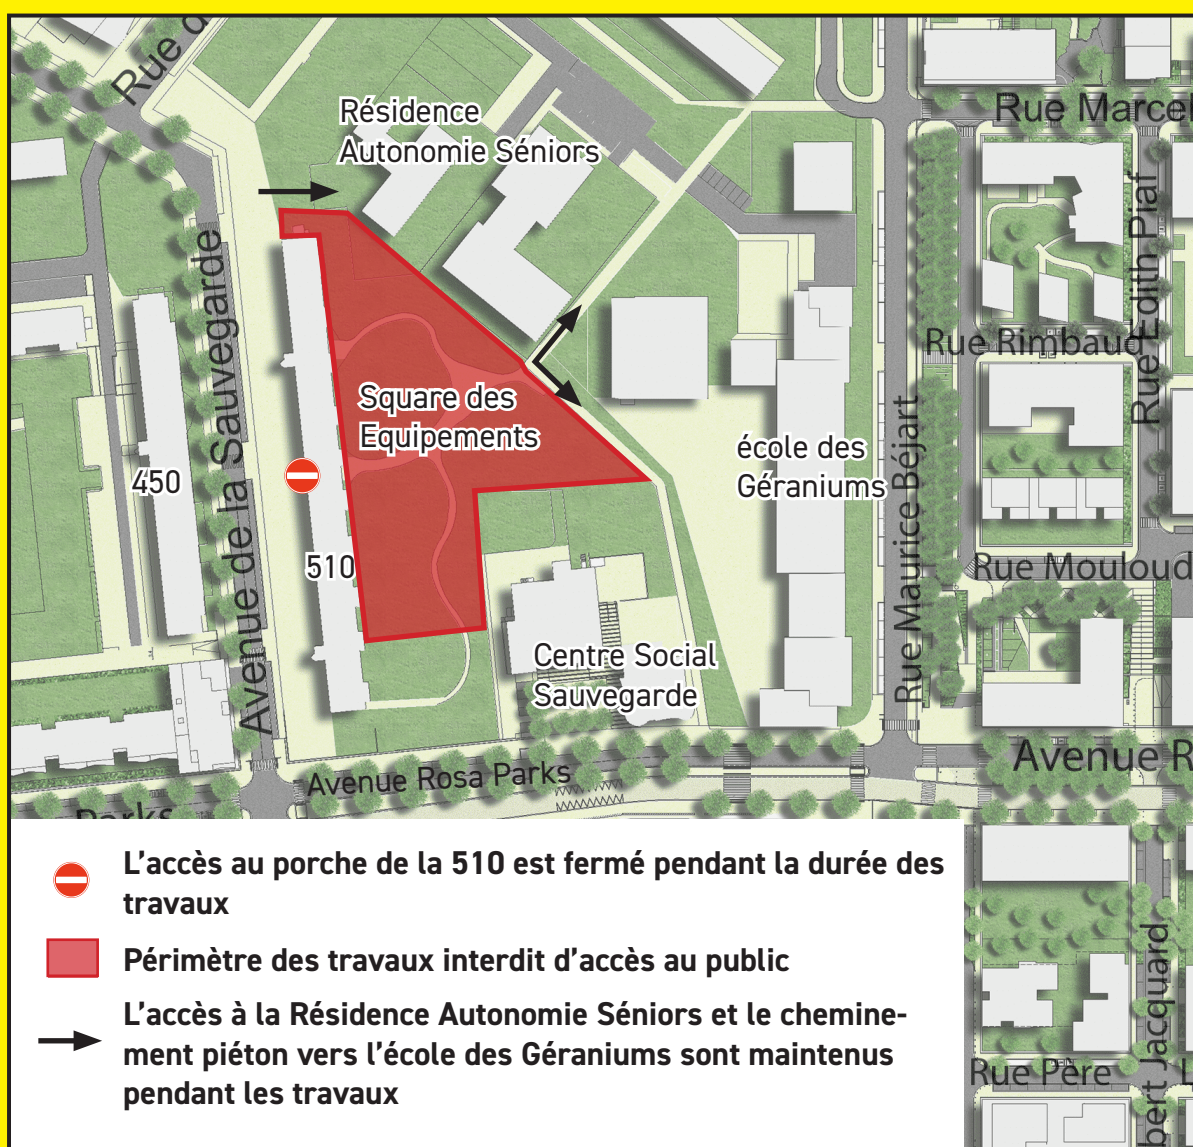 Rue d
Résidence
Autonomie Séniors
Rue Marcel
Rue Edith Piaf
Avenue de la Sauvegarde
Rue Rimbaud
Square des
Equipements
école des
Géraniums
450
Rue Maurice Béjart
510
Rue Mouloud
Centre Social
Sauvegarde
Avenue R
Avenue Rosa Parks
Parks
L'accès au porche de la 510 est fermé pendant la durée des
travaux
Périmètre des travaux interdit d'accès au public
L'accès à la Résidence Autonomie Séniors et le chemine-
ment piéton vers l'école des Géraniums sont maintenus
pendant les travaux
bert Jacquard
Rue Père
L